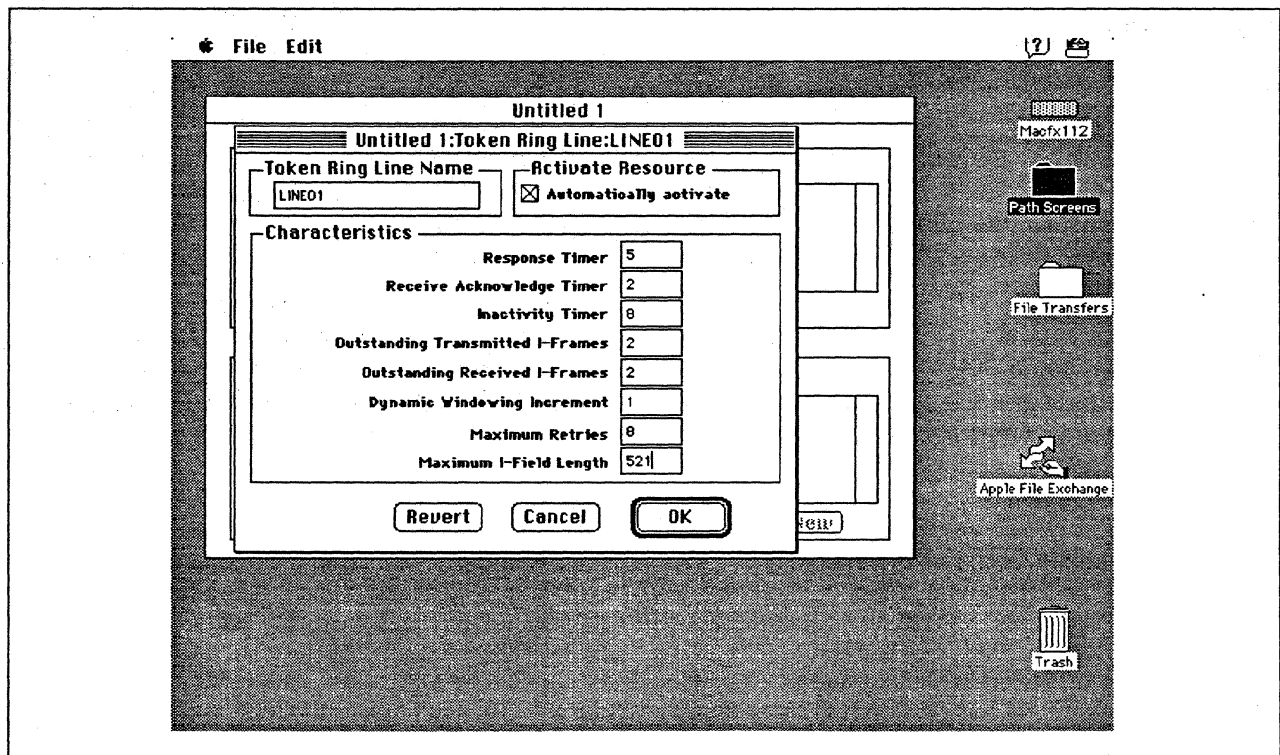 File Edit
Untitled 1
Untitled 1:Token Ring Line:LINE01
Token Ring Line Name
LINE01
Activate Resource
Automatically activate
Characteristics
Response Timer 5
Receive Acknowledge Timer 2
Inactivity Timer 8
Outstanding Transmitted I-Frames 2
Outstanding Received I-Frames 2
Dynamic Windowing Increment 1
Maximum Retries 8
Maximum I-Field Length 521
Revert Cancel OK
New
Macfx112
Path Screens
File Transfers
Apple File Exchange
Trash